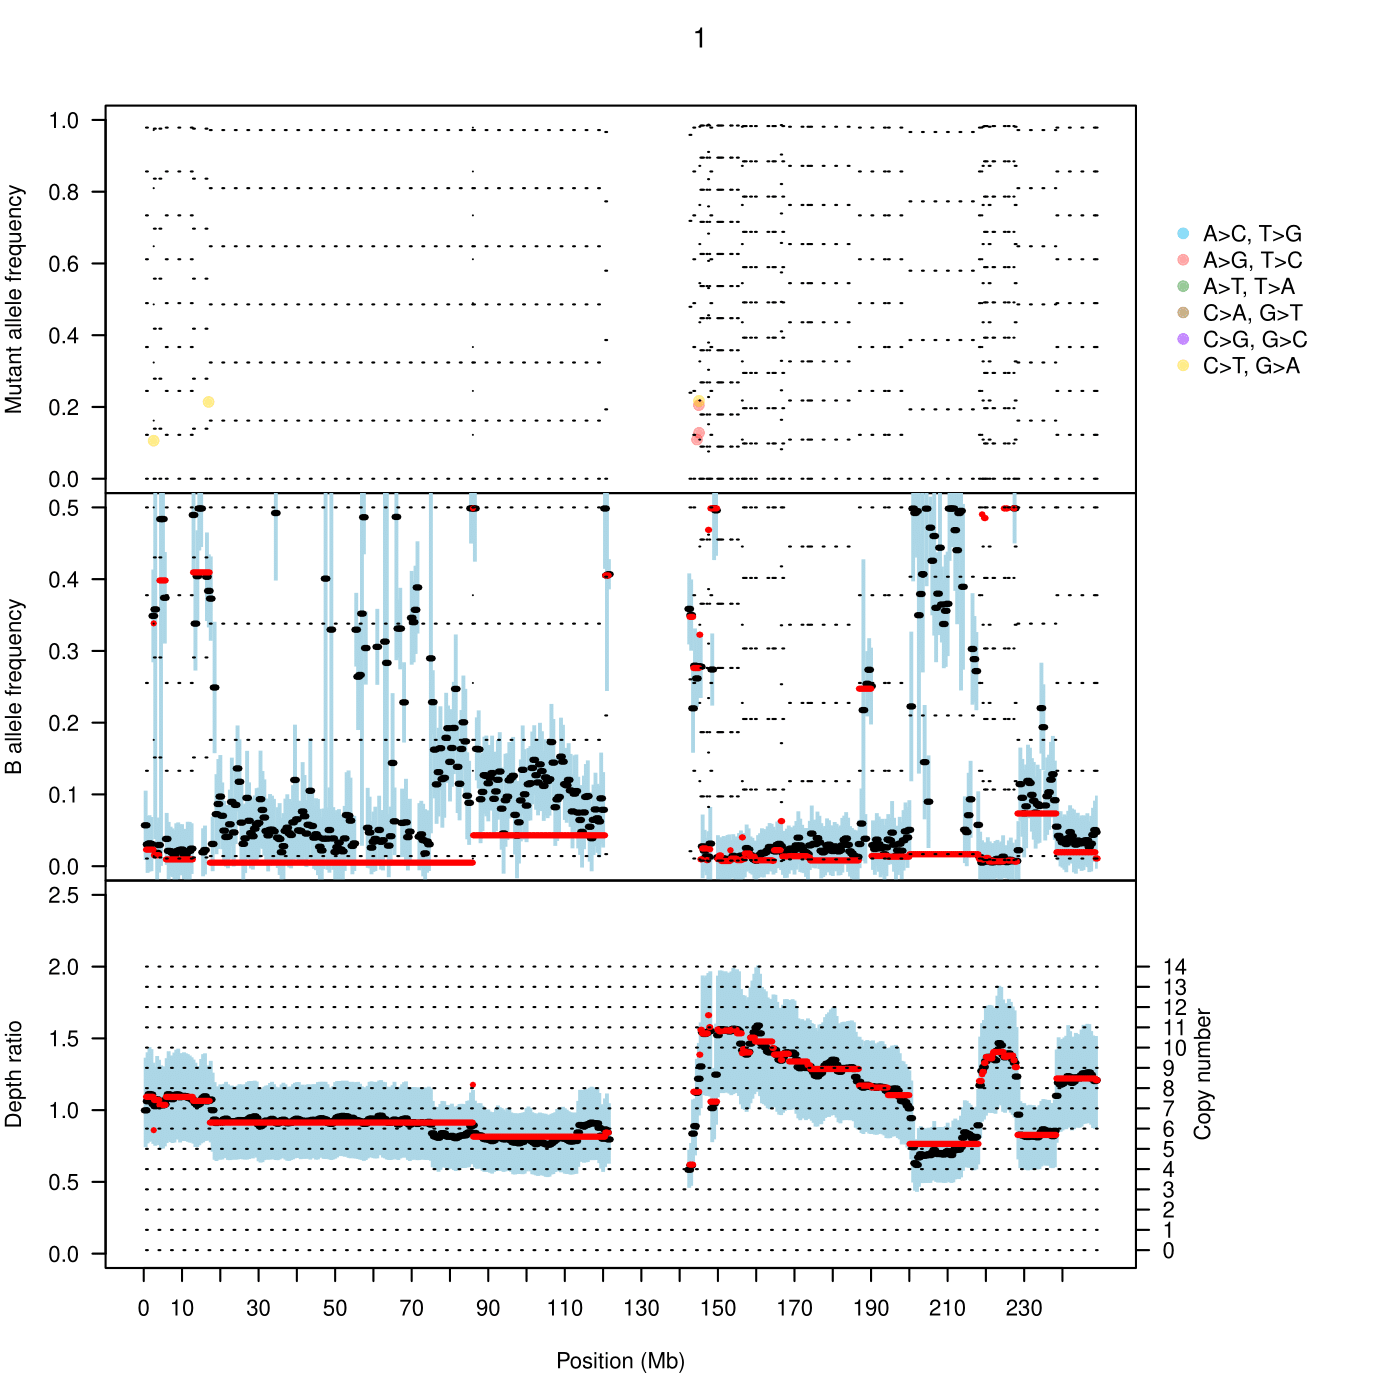 1
Mutant allele frequency
1.0
0.8
0.6
0.4
0.2
0.0
A>C, T>G
A>G, T>C
A>T, T>A
C>A, G>T
C>G, G>C
C>T, G>A
B allele frequency
0.5
0.4
0.3
0.2
0.1
0.0
Depth ratio
2.5
2.0
1.5
1.0
0.5
0.0
14
13
12
11
10
9
8
7
6
5
4
3
2
1
0
Copy number
0 10 30 50 70 90 110 130 150 170 190 210 230
Position (Mb)